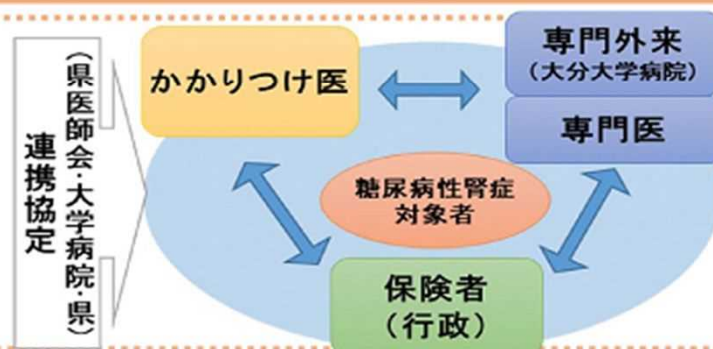 連携協定
（県医師会・大学病院・県）
かかりつけ医
専門外来
（大分大学病院）
専門医
糖尿病性腎症
対象者
保険者
（行政）